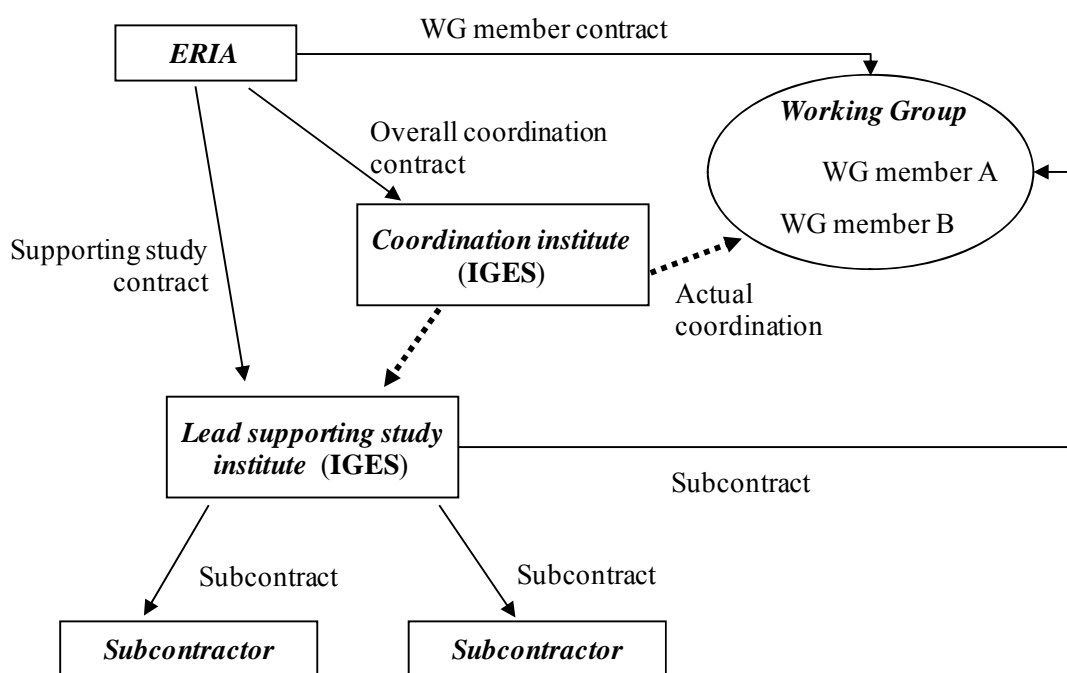 WG member contract
ERIA
Working Group
WG member A
WG member B
Overall coordination
contract
Coordination institute
(IGES)
Supporting study
contract
Actual
coordination
Lead supporting study
institute (IGES)
Subcontract
Subcontract
Subcontract
Subcontractor
Subcontractor